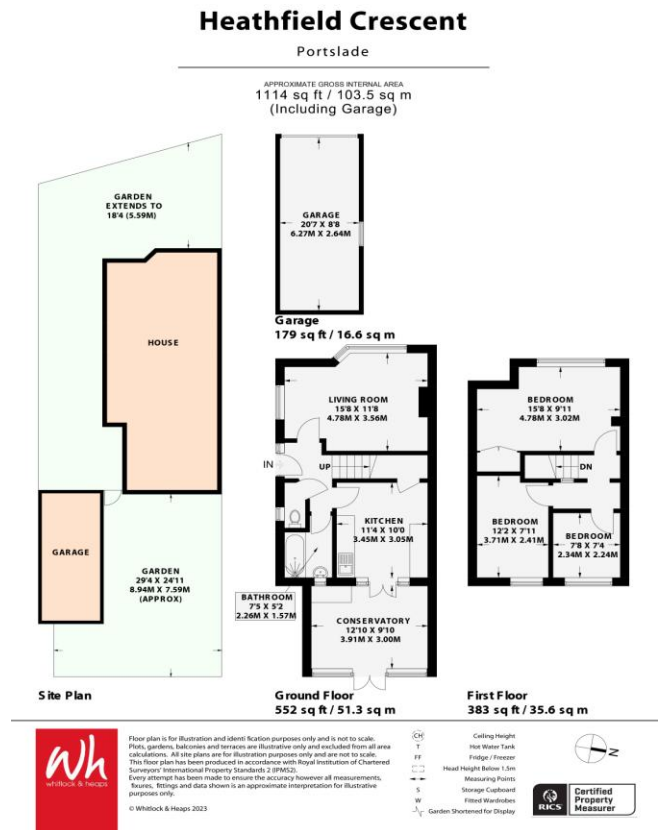 Heathfield Crescent
Portslade
APPROXIMATE GROSS INTERNAL AREA
1114 sq ft / 103.5 sq m
(Including Garage)
GARDEN
EXTENDS TO
18'4 (5.59M)
HOUSE
GARAGE
GARDEN
29'4 X 24'11
8.94M X 7.59M
(APPROX)
Site Plan
GARAGE
20'7 X 8'8
6.27M X 2.64M
Garage
179 sq ft / 16.6 sq m
LIVING ROOM
15'8 X 11'8
4.78M X 3.56M
IN
UP
KITCHEN
11'4 X 10'0
3.45M X 3.05M
BATHROOM
7'5 X 5'2
2.26M X 1.57M
CONSERVATORY
12'10 X 9'10
3.91M X 3.00M
Ground Floor
552 sq ft / 51.3 sq m
BEDROOM
15'8 X 9'11
4.78M X 3.02M
DN
BEDROOM
12'2 X 7'11
3.71M X 2.41M
BEDROOM
7'8 X 7'4
2.34M X 2.24M
First Floor
383 sq ft / 35.6 sq m
wh
whitlock & heaps
Floor plan is for illustration and identification purposes only and is not to scale.
Plots, gardens, balconies and terraces are illustrative only and excluded from all area
calculations. All site plans are for illustration purposes only and are not to scale.
This floor plan has been produced in accordance with Royal Institution of Chartered
Surveyors' International Property Standards 2 (IPMS2).
Every attempt has been made to ensure the accuracy however all measurements,
fixures, fittings and data shown is an approximate interpretation for illustrative
purposes only.
© Whitlock & Heaps 2023
CH Ceiling Height
T Hot Water Tank
FF Fridge / Freezer
Head Height Below 1.5m
Measuring Points
S Storage Cupboard
W Fitted Wardrobes
Garden Shortened for Display
N
RICS
Certified
Property
Measurer